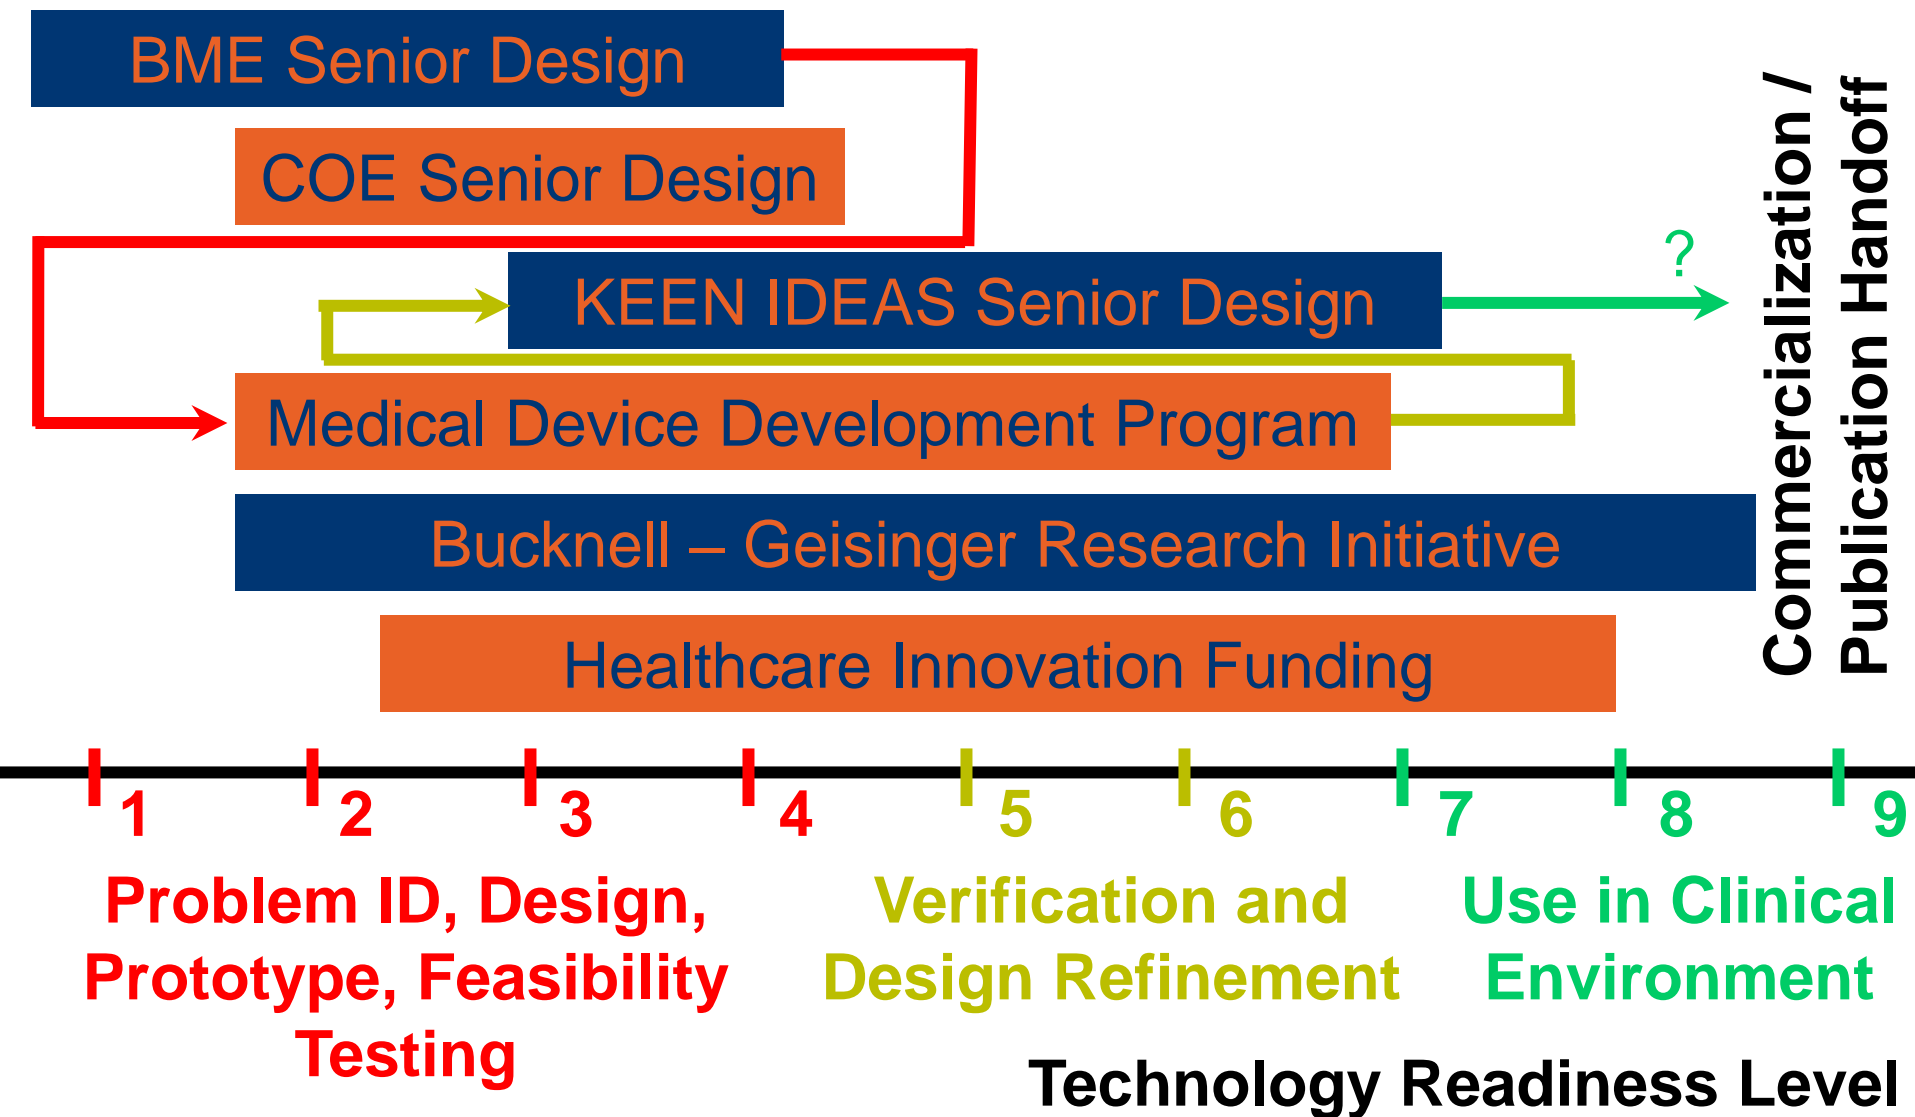 BME Senior Design
COE Senior Design
KEEN IDEAS Senior Design
?
Medical Device Development Program
Bucknell – Geisinger Research Initiative
Healthcare Innovation Funding
Commercialization /
Publication Handoff
1 2 3 4 5 6 7 8 9
Problem ID, Design,
Prototype, Feasibility
Testing
Verification and
Design Refinement
Use in Clinical
Environment
Technology Readiness Level